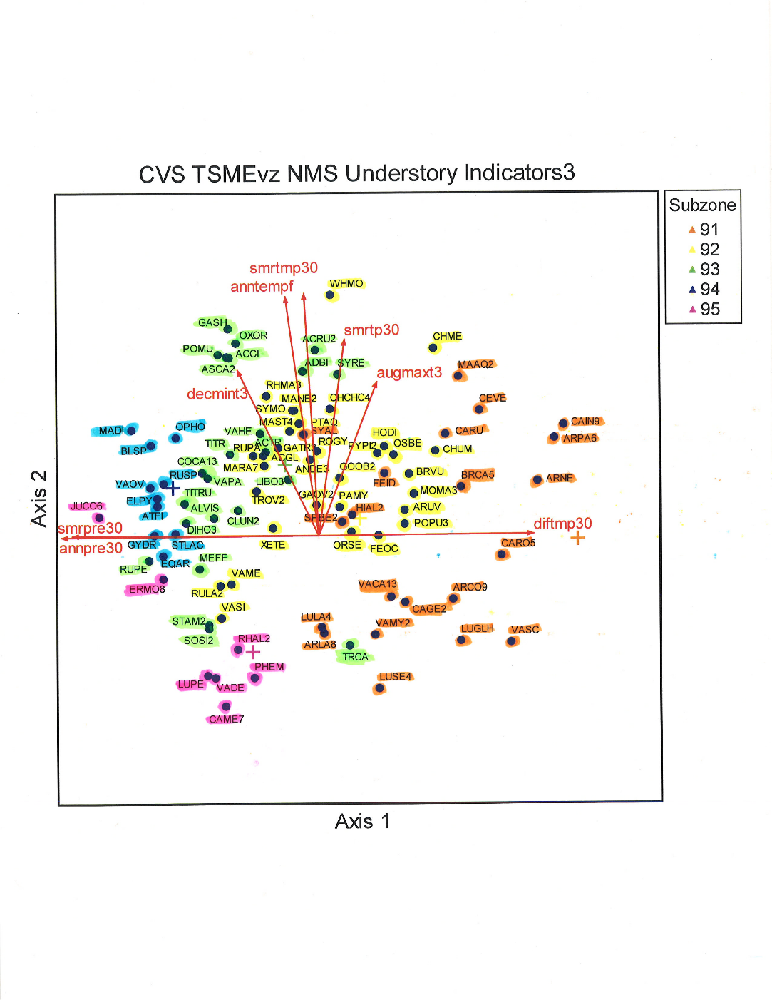 CVS TSMEvz NMS Understory Indicators3
Subzone
91
92
93
94
95
smrtmp30
anntempf
WHMO
GASH
OXOR
ACRU2
smrtp30
CHME
POMU
ACCI
ASCA2
ADBI
SYRE
MAAQ2
augmaxt3
decmint3
RHMA3
MANE2
CHCHC4
CEVE
SYMO
MAST4
PTAQ
CAIN9
MADI
OPHO
VAHE
SYAL
HODI
CARU
ARPA6
BLSP
TITR
RUPA
ACTR
GATR3
ROGY
PYPI2
OSBE
CHUM
COCA13
ACGL
MARA7
ANDE3
GOOB2
RUSP
VAPA
LIBO3
BRVU
BRCA5
ARNE
VAOV
FEID
TITRU
TROV2
GAOV2
PAMY
MOMA3
ELPY
JUCO6
ATFI
ALVIS
CLUN2
HIAL2
ARUV
SPBE2
POPU3
smrpre30
DIHO3
diftmp30
annpre30
GYDR
STLAC
XETE
ORSE
FEOC
CARO5
RUPE
EQAR
MEFE
ERMO8
RULA2
VAME
VACA13
ARCO9
VASI
CAGE2
STAM2
LULA4
VAMY2
LUGLH
VASC
SOSI2
RHAL2
ARLA8
TRCA
PHEM
LUPE
VADE
LUSE4
CAME7
Axis 2
Axis 1